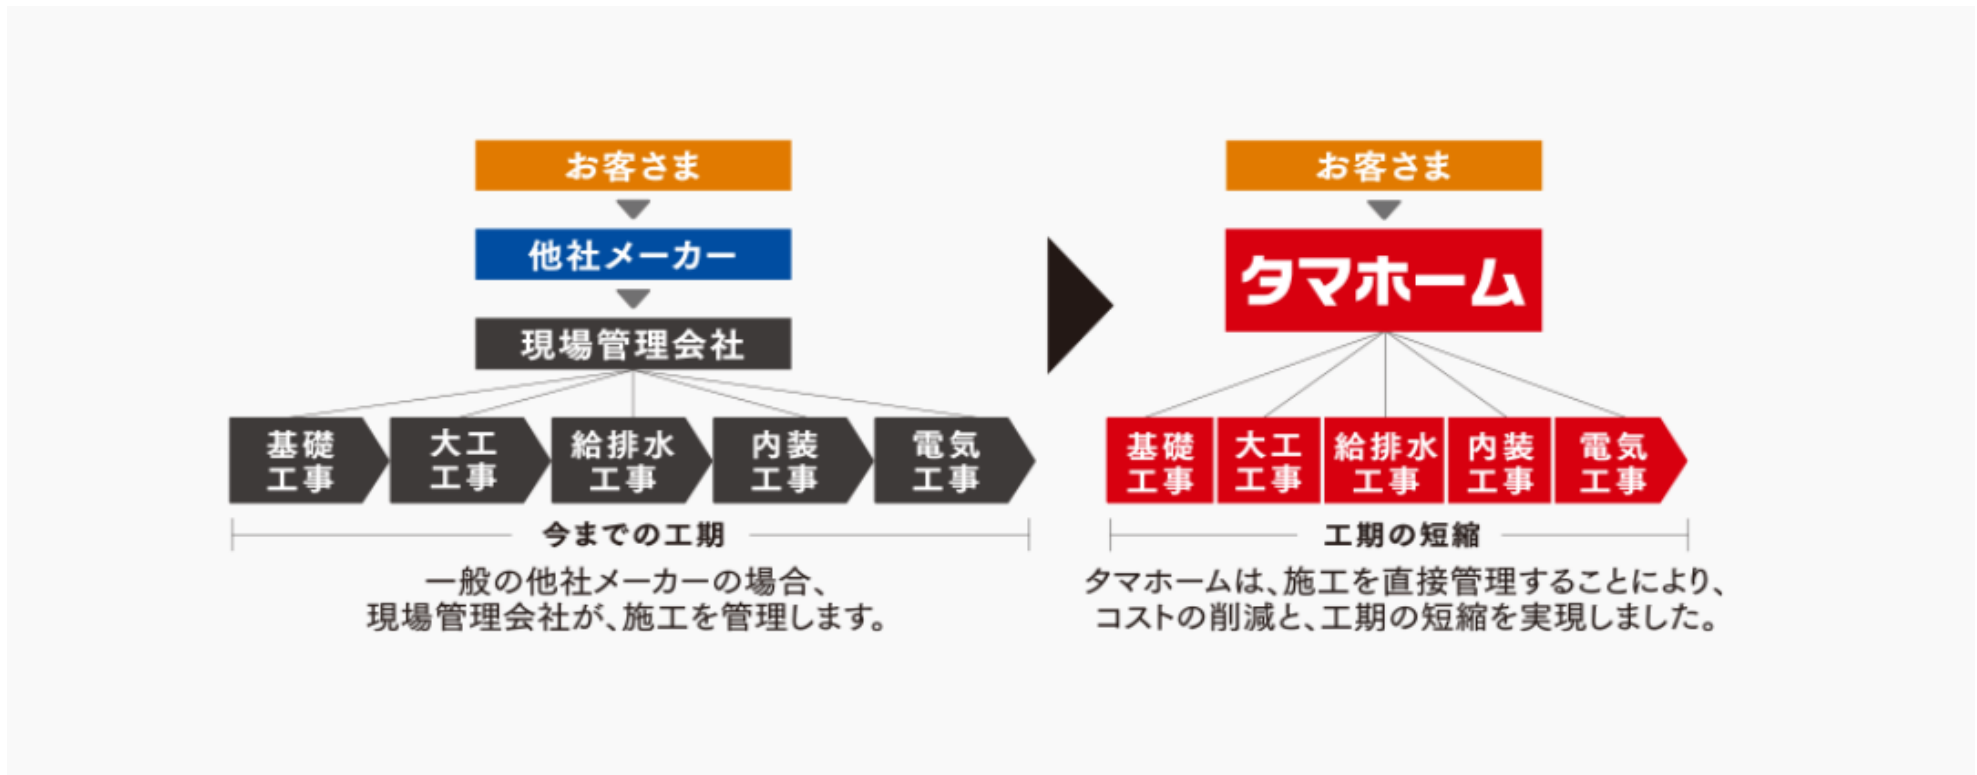 お客さま
他社メーカー
現場管理会社
基礎
工事
大工
工事
給排水
工事
内装
工事
電気
工事
今までの工期
一般の他社メーカーの場合、
現場管理会社が、施工を管理します。
お客さま
タマホーム
基礎
工事
大工
工事
給排水
工事
内装
工事
電気
工事
工期の短縮
タマホームは、施工を直接管理することにより、
コストの削減と、工期の短縮を実現しました。